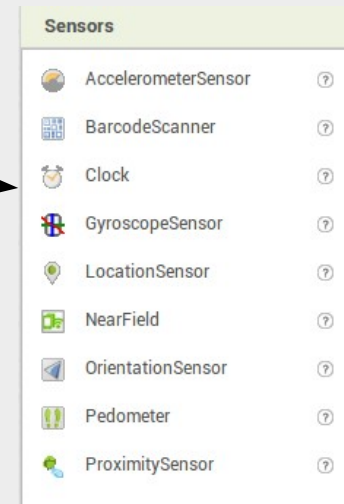 Sensors
AccelerometerSensor ?
BarcodeScanner ?
Clock ?
GyroscopeSensor ?
LocationSensor ?
NearField ?
OrientationSensor ?
Pedometer ?
ProximitySensor ?